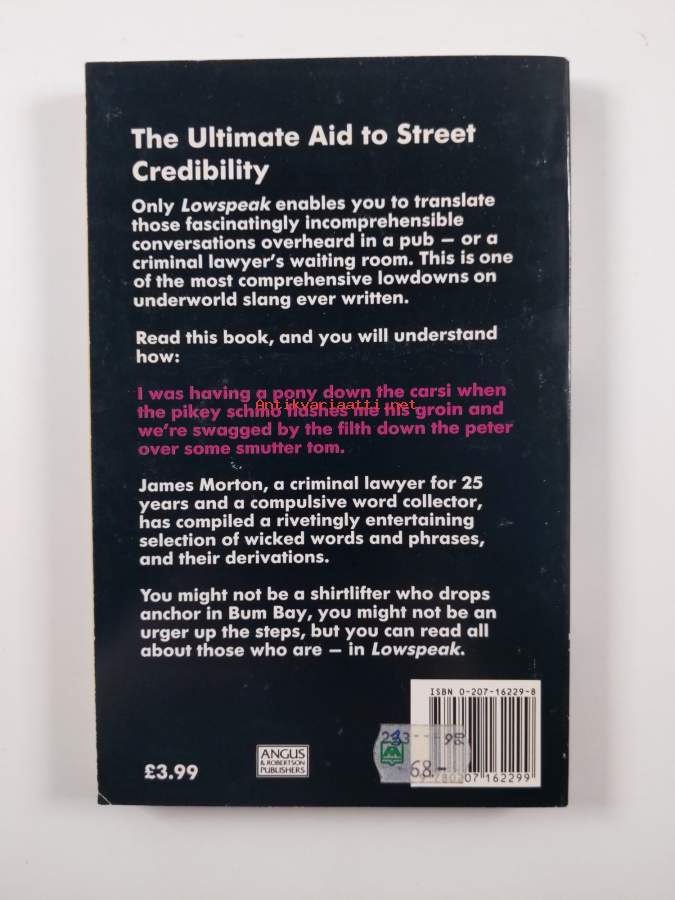 The Ultimate Aid to Street
Credibility
Only Lowspeak enables you to translate
those fascinatingly incomprehensible
conversations overheard in a pub – or a
criminal lawyer's waiting room. This is one
of the most comprehensive lowdowns on
underworld slang ever written.
Read this book, and you will understand
how:
I was having a pony down the carsi when
the pikey flashes me his groin and
Antikvariaatti.net
we're swagged by the filth down the peter
over some smutter tom.
James Morton, a criminal lawyer for 25
years and a compulsive word collector,
has compiled a rivetingly entertaining
selection of wicked words and phrases,
and their derivations.
You might not be a shirtlifter who drops
anchor in Bum Bay, you might not be an
urger up the steps, but you can read all
about those who are – in Lowspeak.
ISBN 0-207-16229-8
£3.99
ANGUS
& ROBERTSON
PUBLISHERS
68.-
07 162299